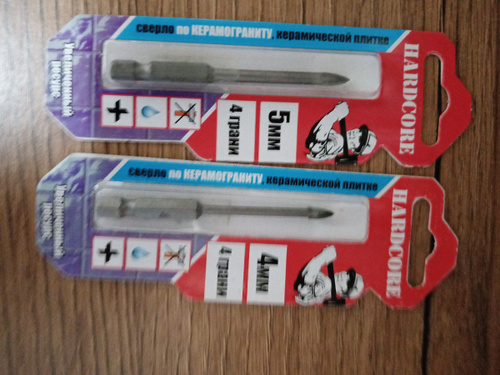 сверло по КЕРАМОГРАНИТУ, керамической плитке
HARDCORE
5мм
4 грани
Увеличенный
ресурс
сверло по КЕРАМОГРАНИТУ, керамической плитке
HARDCORE
4мм
4 грани
Увеличенный
ресурс